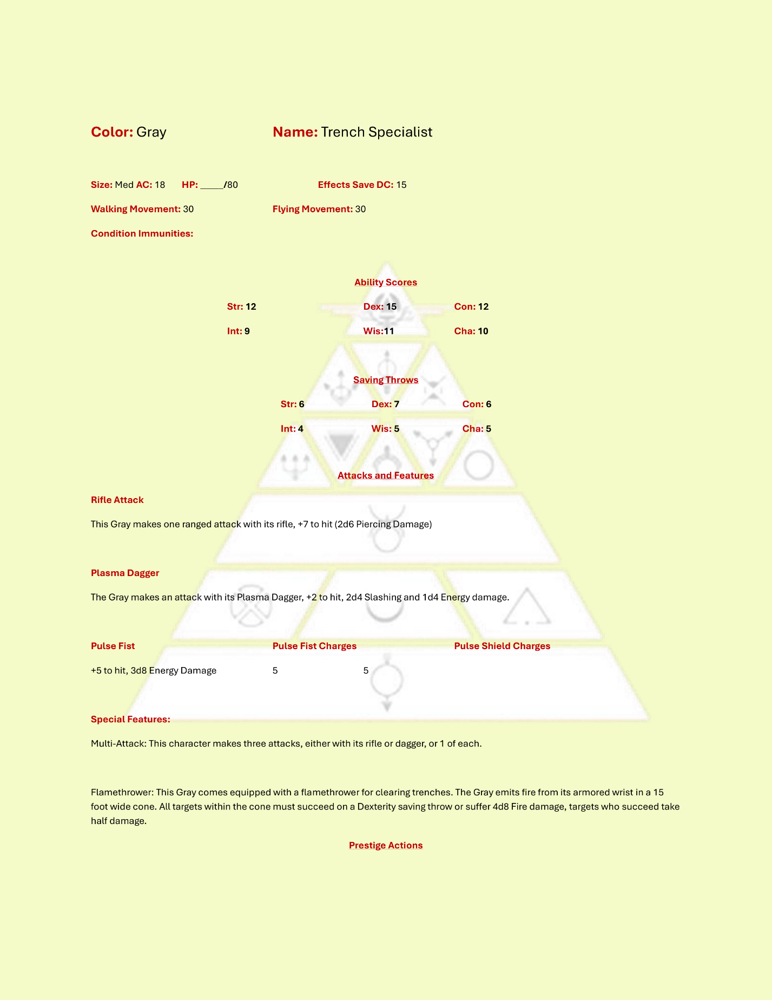 Color: Gray Name: Trench Specialist
Size: Med AC: 18 HP: _____/80 Effects Save DC: 15
Walking Movement: 30 Flying Movement: 30
Condition Immunities:
Ability Scores
Str: 12 Dex: 15 Con: 12
Int: 9 Wis:11 Cha: 10
Saving Throws
Str: 6 Dex: 7 Con: 6
Int: 4 Wis: 5 Cha: 5
Attacks and Features
Rifle Attack
This Gray makes one ranged attack with its rifle, +7 to hit (2d6 Piercing Damage)
Plasma Dagger
The Gray makes an attack with its Plasma Dagger, +2 to hit, 2d4 Slashing and 1d4 Energy damage.
Pulse Fist Pulse Fist Charges Pulse Shield Charges
+5 to hit, 3d8 Energy Damage 5 5
Special Features:
Multi-Attack: This character makes three attacks, either with its rifle or dagger, or 1 of each.
Flamethrower: This Gray comes equipped with a flamethrower for clearing trenches. The Gray emits fire from its armored wrist in a 15
foot wide cone. All targets within the cone must succeed on a Dexterity saving throw or suffer 4d8 Fire damage, targets who succeed take
half damage.
Prestige Actions